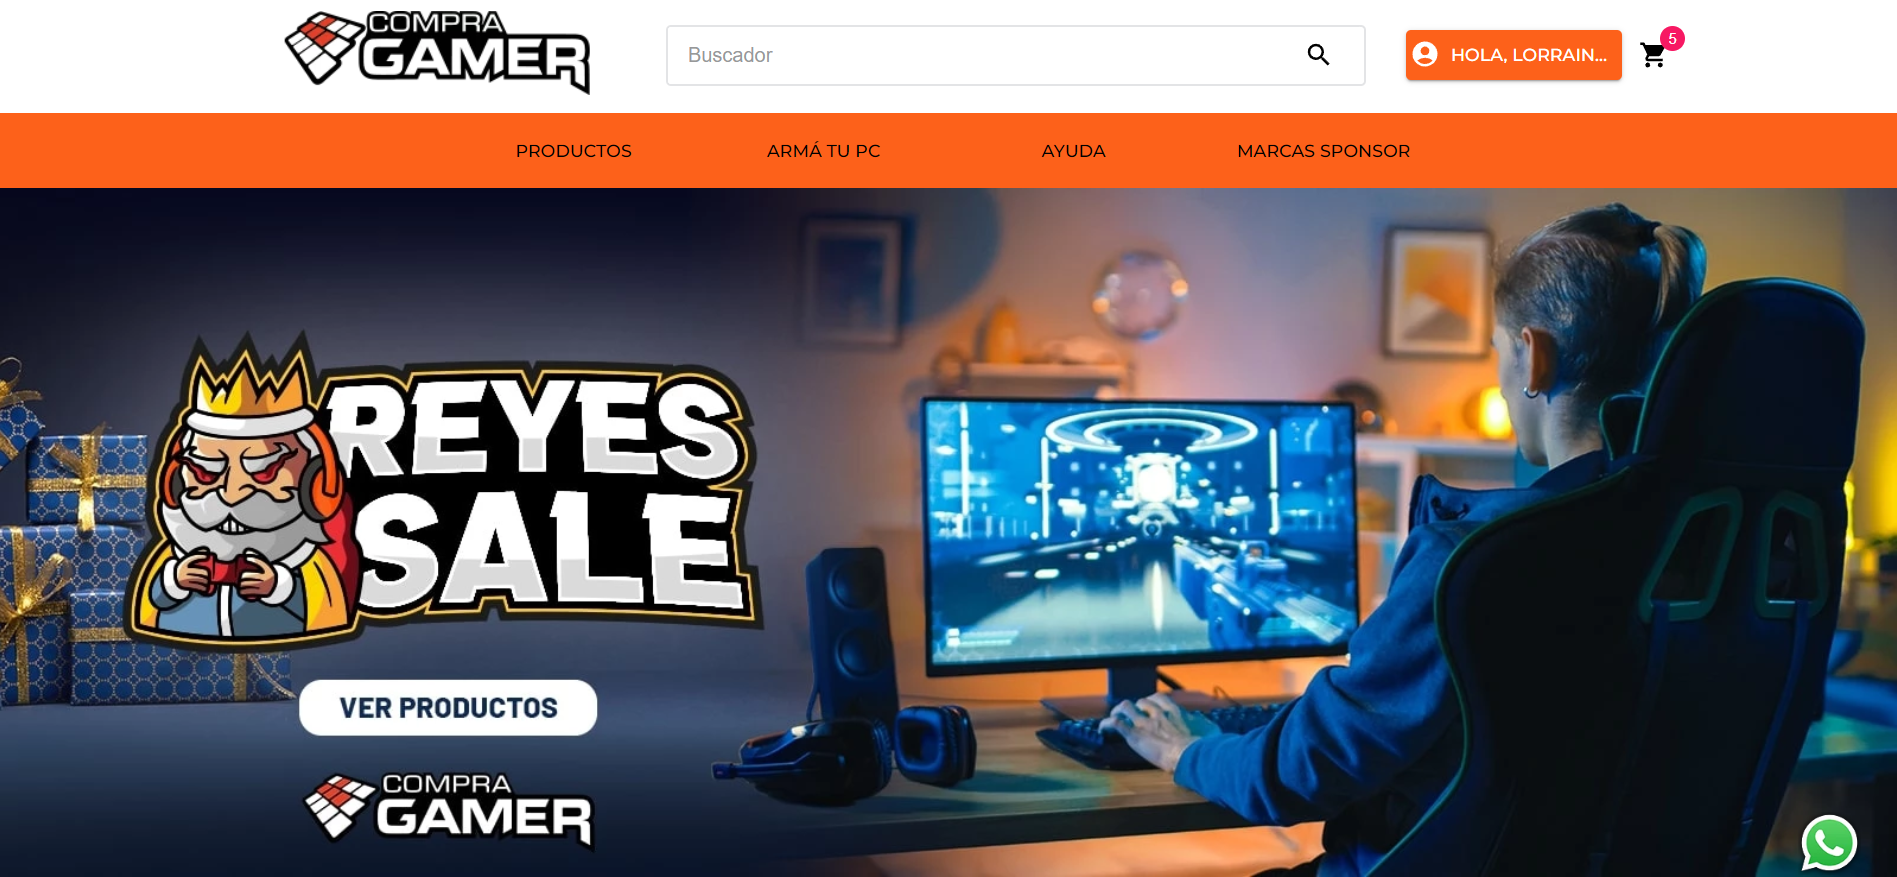 COMPRA
GAMER
Buscador
HOLA, LORRAIN...
5
PRODUCTOS
ARMÁ TU PC
AYUDA
MARCAS SPONSOR
REYES
SALE
VER PRODUCTOS
COMPRA
GAMER